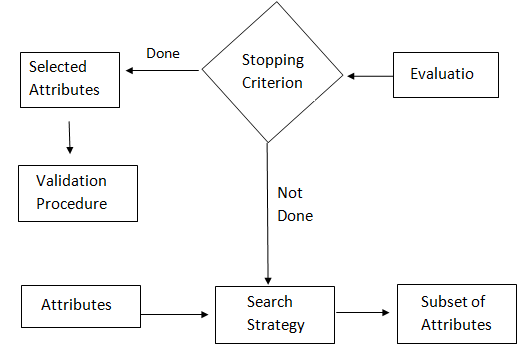 Done
Selected
Attributes
Stopping
Criterion
Evaluatio
Validation
Procedure
Not
Done
Attributes
Search
Strategy
Subset of
Attributes